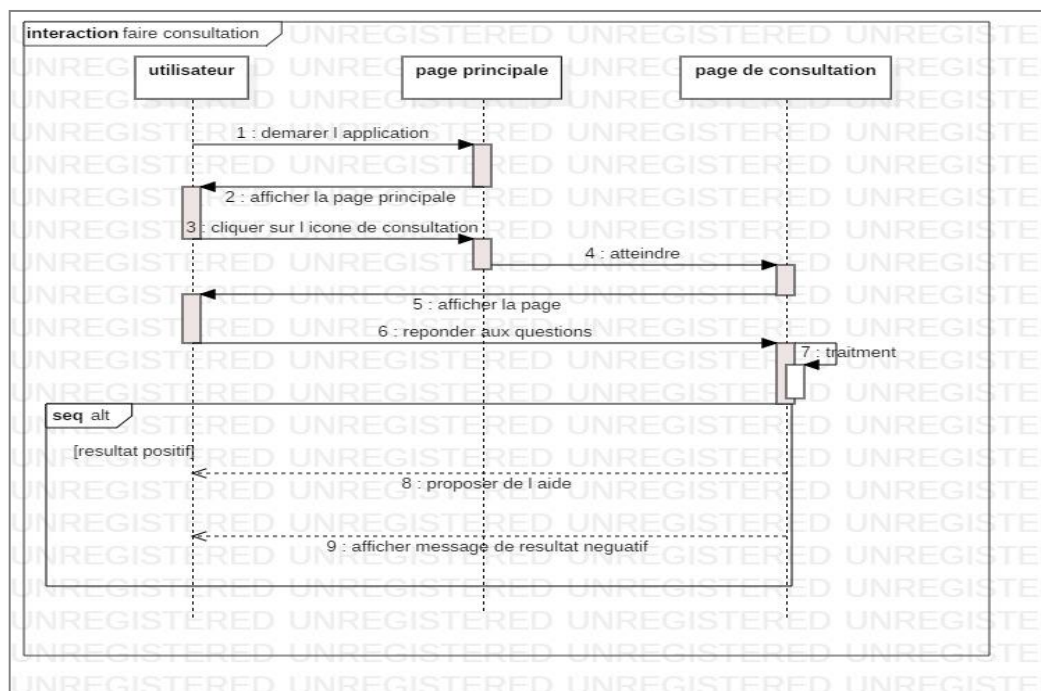 interaction faire consultation
utilisateur
page principale
page de consultation
1 : demarer l application
2 : afficher la page principale
3 : cliquer sur l icone de consultation
4 : atteindre
5 : afficher la page
6 : reponder aux questions
7 : traitment
seq alt
[resultat positif]
8 : proposer de l aide
9 : afficher message de resultat neguatif
UNREGISTERED